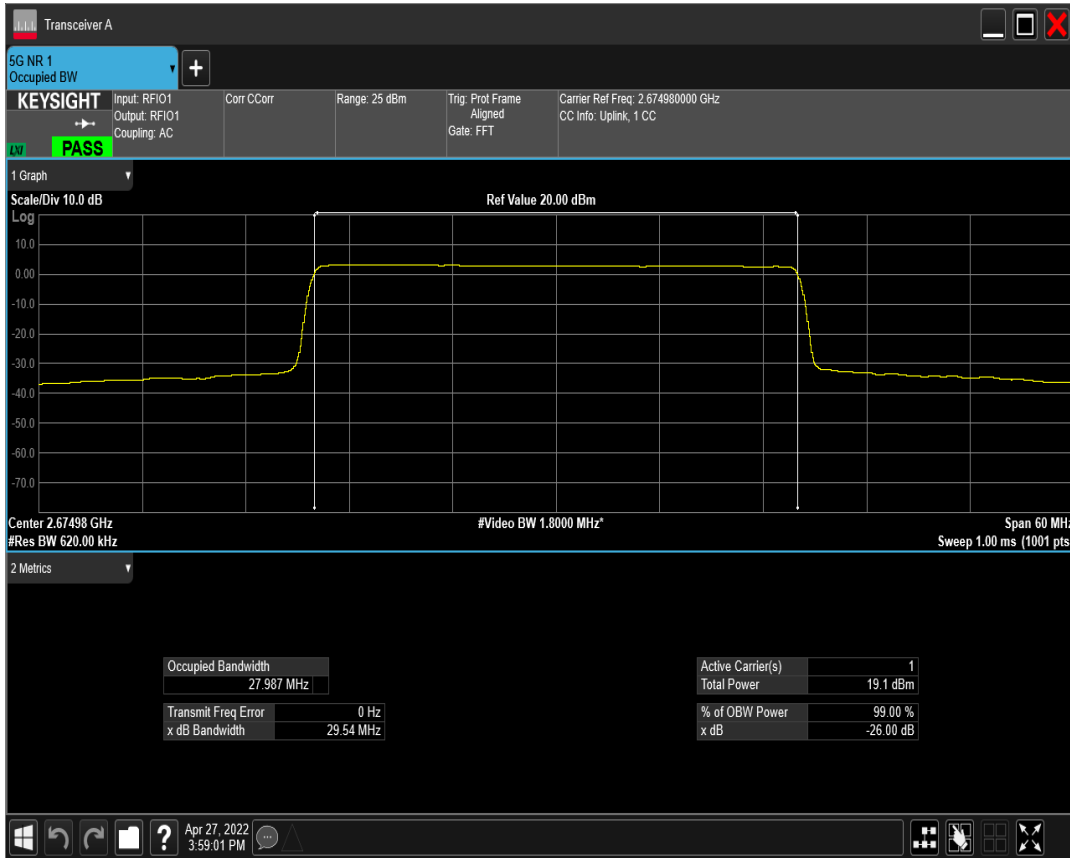 Transceiver A
5G NR 1
Occupied BW
KEYSIGHT
LXI
PASS
Input: RFIO1
Output: RFIO1
Coupling: AC
Corr CCorr
Range: 25 dBm
Trig: Prot Frame
Aligned
Gate: FFT
Carrier Ref Freq: 2.674980000 GHz
CC Info: Uplink, 1 CC
1 Graph
Scale/Div 10.0 dB
Ref Value 20.00 dBm
Log
10.0
0.00
-10.0
-20.0
-30.0
-40.0
-50.0
-60.0
-70.0
Center 2.67498 GHz
#Video BW 1.8000 MHz*
Span 60 MHz
#Res BW 620.00 kHz
Sweep 1.00 ms (1001 pts
2 Metrics
Occupied Bandwidth
27.987 MHz
Transmit Freq Error 0 Hz
x dB Bandwidth 29.54 MHz
Active Carrier(s) 1
Total Power 19.1 dBm
% of OBW Power 99.00 %
x dB -26.00 dB
?
Apr 27, 2022
3:59:01 PM